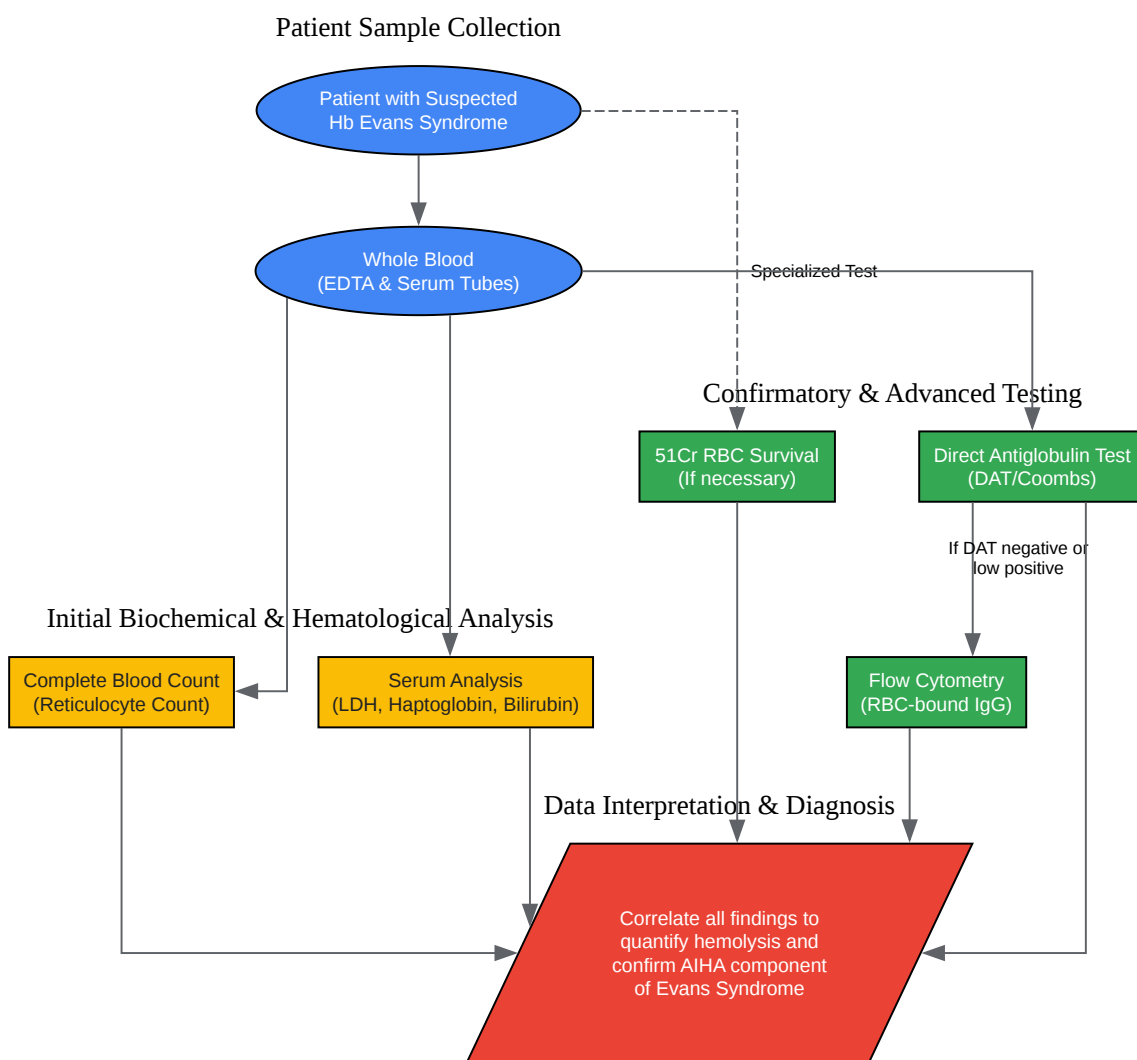 Patient Sample Collection
Patient with Suspected
Hb Evans Syndrome
Whole Blood
(EDTA & Serum Tubes)
Specialized Test
Confirmatory & Advanced Testing
51Cr RBC Survival
(If necessary)
Direct Antiglobulin Test
(DAT/Coombs)
If DAT negative or
low positive
Initial Biochemical & Hematological Analysis
Complete Blood Count
(Reticulocyte Count)
Serum Analysis
(LDH, Haptoglobin, Bilirubin)
Flow Cytometry
(RBC-bound IgG)
Data Interpretation & Diagnosis
Correlate all findings to
quantify hemolysis and
confirm AIHA component
of Evans Syndrome